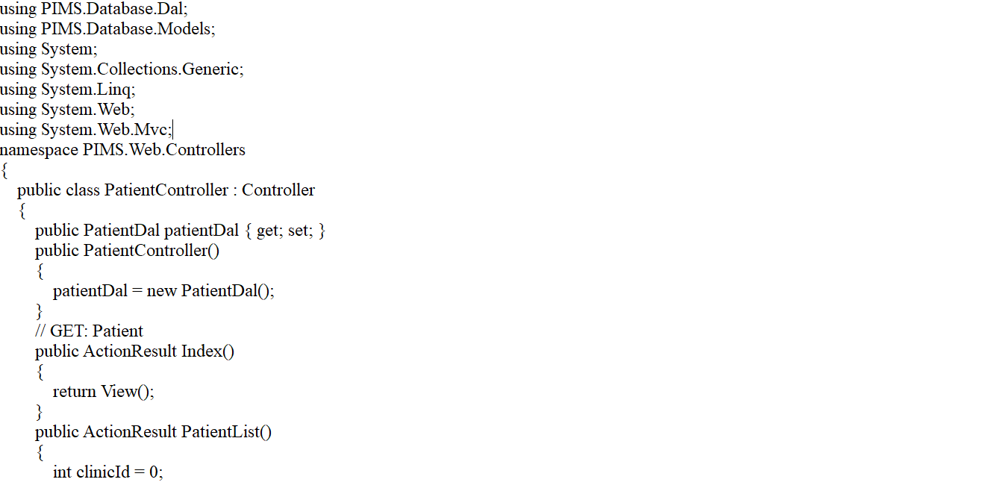 using PIMS.Database.Dal;
using PIMS.Database.Models;
using System;
using System.Collections.Generic;
using System.Linq;
using System.Web;
using System.Web.Mvc;
namespace PIMS.Web.Controllers
{
    public class PatientController : Controller
    {
        public PatientDal patientDal { get; set; }
        public PatientController()
        {
            patientDal = new PatientDal();
        }
        // GET: Patient
        public ActionResult Index()
        {
            return View();
        }
        public ActionResult PatientList()
        {
            int clinicId = 0;